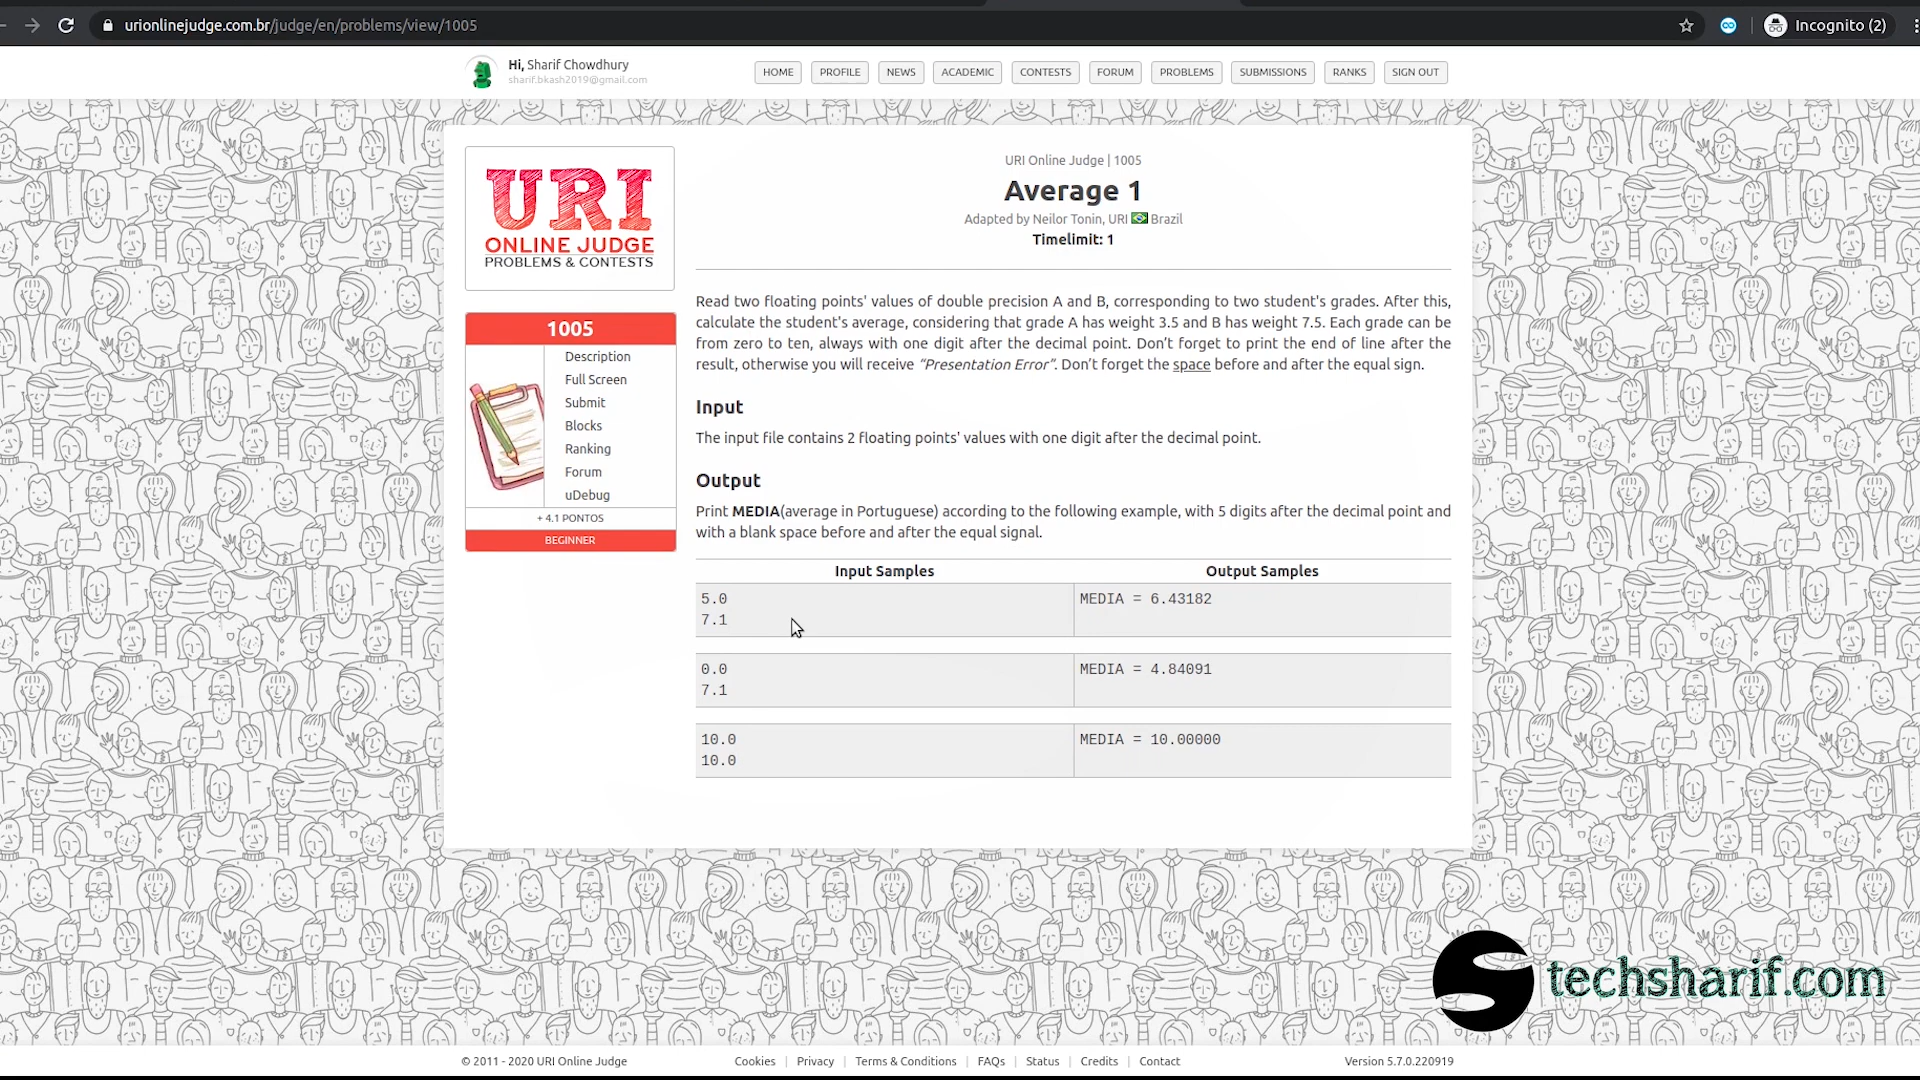 urionlinejudge.com.br/judge/en/problems/view/1005
Incognito (2)
Hi, Sharif Chowdhury
sharif.bkash2019@gmail.com
HOME
PROFILE
NEWS
ACADEMIC
CONTESTS
FORUM
PROBLEMS
SUBMISSIONS
RANKS
SIGN OUT
URI
ONLINE JUDGE
PROBLEMS & CONTESTS
1005
Description
Full Screen
Submit
Blocks
Ranking
Forum
uDebug
+ 4.1 PONTOS
BEGINNER
URI Online Judge | 1005
Average 1
Adapted by Neilor Tonin, URI Brazil
Timelimit: 1
Read two floating points' values of double precision A and B, corresponding to two student's grades. After this,
calculate the student's average, considering that grade A has weight 3.5 and B has weight 7.5. Each grade can be
from zero to ten, always with one digit after the decimal point. Don't forget to print the end of line after the
result, otherwise you will receive “Presentation Error”. Don't forget the space before and after the equal sign.
Input
The input file contains 2 floating points' values with one digit after the decimal point.
Output
Print MEDIA(average in Portuguese) according to the following example, with 5 digits after the decimal point and
with a blank space before and after the equal signal.
Input Samples
Output Samples
5.0
7.1
MEDIA = 6.43182
0.0
7.1
MEDIA = 4.84091
10.0
10.0
MEDIA = 10.00000
techsharif.com
© 2011 - 2020 URI Online Judge
Cookies | Privacy | Terms & Conditions | FAQs | Status | Credits | Contact
Version 5.7.0.220919